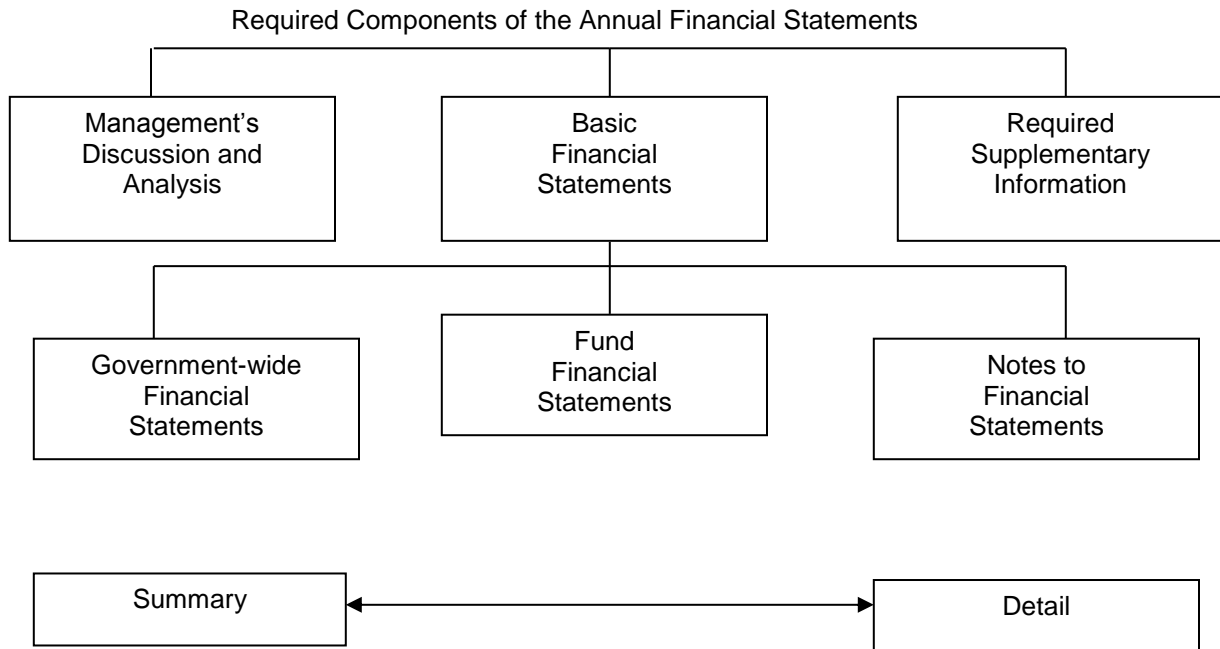 Required Components of the Annual Financial Statements
Management’s
Discussion and
Analysis
Basic
Financial
Statements
Required
Supplementary
Information
Government-wide
Financial
Statements
Fund
Financial
Statements
Notes to
Financial
Statements
Summary
Detail